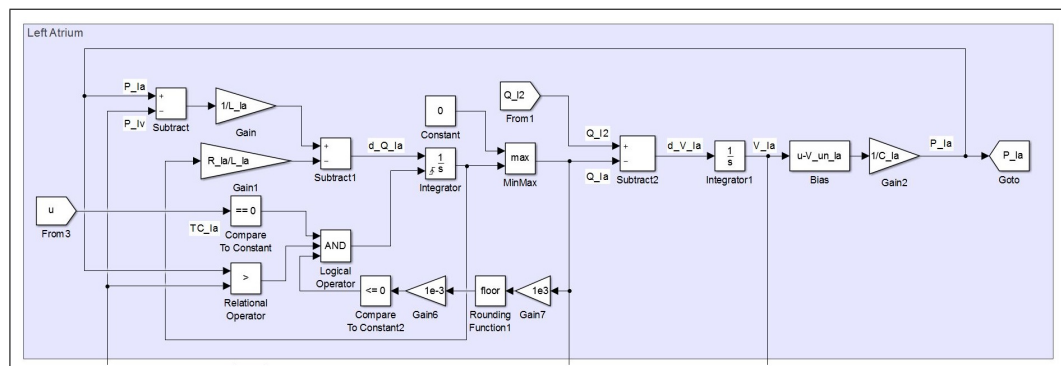 Left Atrium
P_la
P_lv
Subtract
1/L_la
Gain
R_la/L_la
Gain1
Subtract1
d_Q_la
1
s
Integrator
0
Constant
max
MinMax
Q_l2
From1
Q_l2
Q_la
Subtract2
d_V_la
1
s
Integrator1
V_la
u-V_un_la
Bias
1/C_la
Gain2
P_la
P_la
Goto
u
From3
TC_la
== 0
Compare
To Constant
>
Relational
Operator
AND
Logical
Operator
<= 0
Compare
To Constant2
1e-3
Gain6
floor
Rounding
Function1
1e3
Gain7